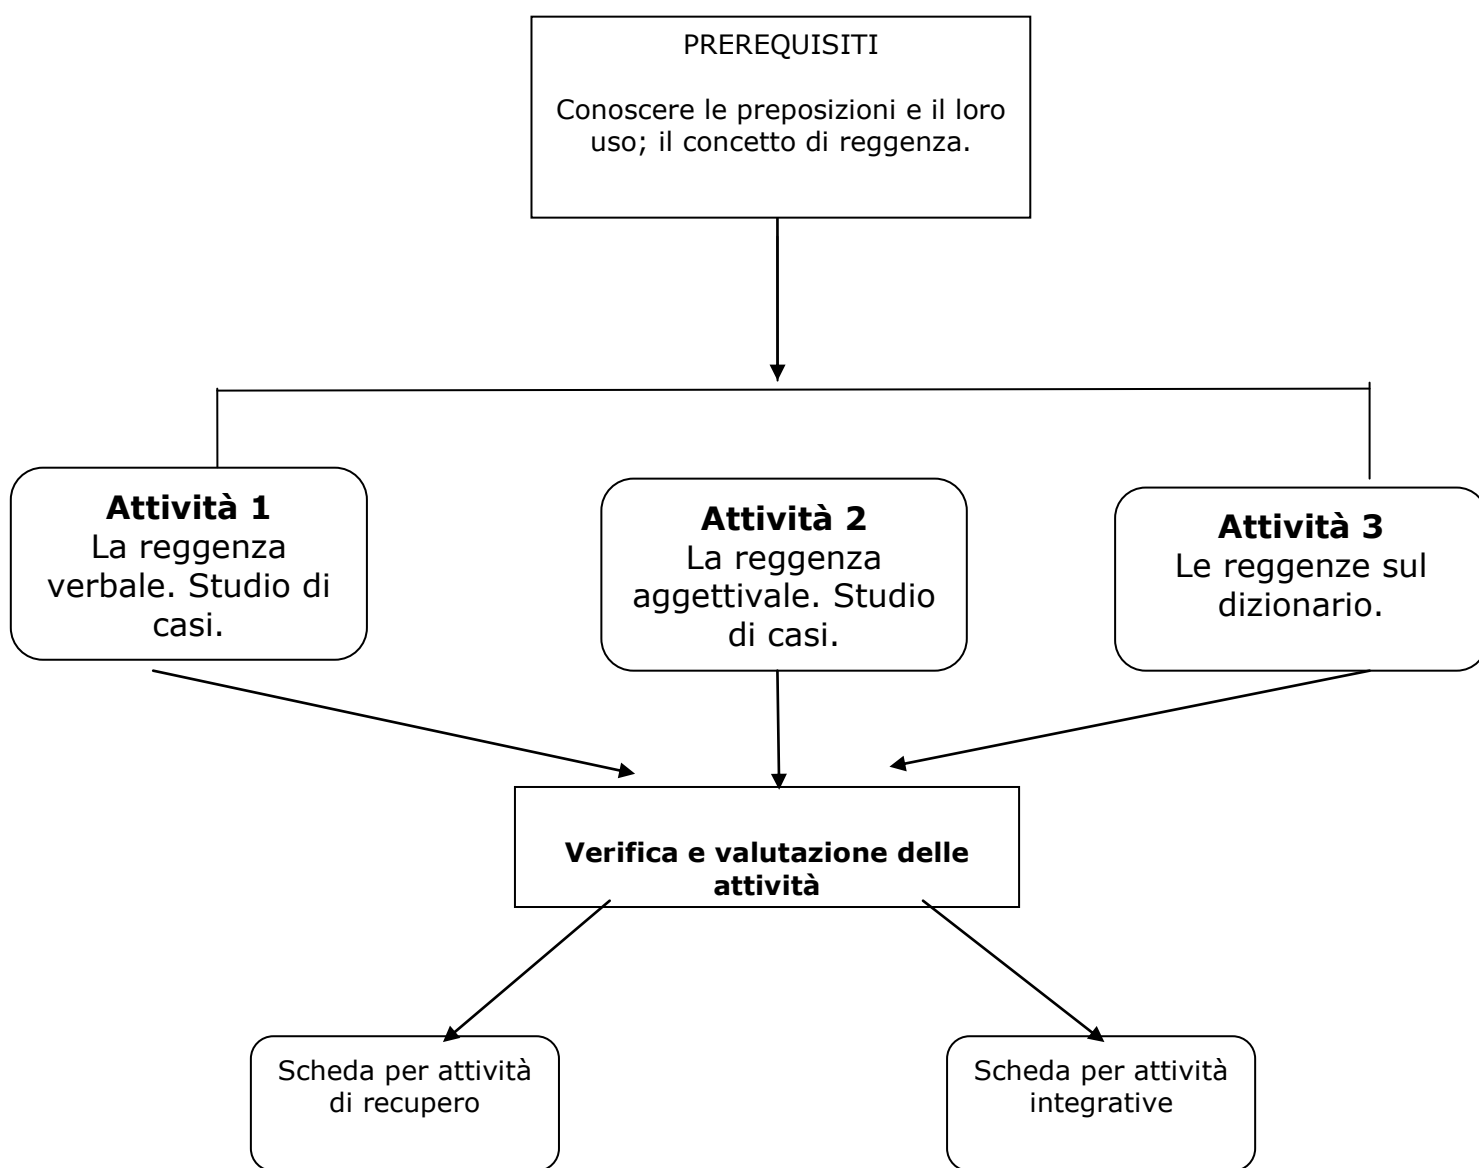 PREREQUISITI
Conoscere le preposizioni e il loro
uso; il concetto di reggenza.
Attività 1
La reggenza
verbale. Studio di
casi.
Attività 2
La reggenza
aggettivale. Studio
di casi.
Attività 3
Le reggenze sul
dizionario.
Verifica e valutazione delle
attività
Scheda per attività
di recupero
Scheda per attività
integrative